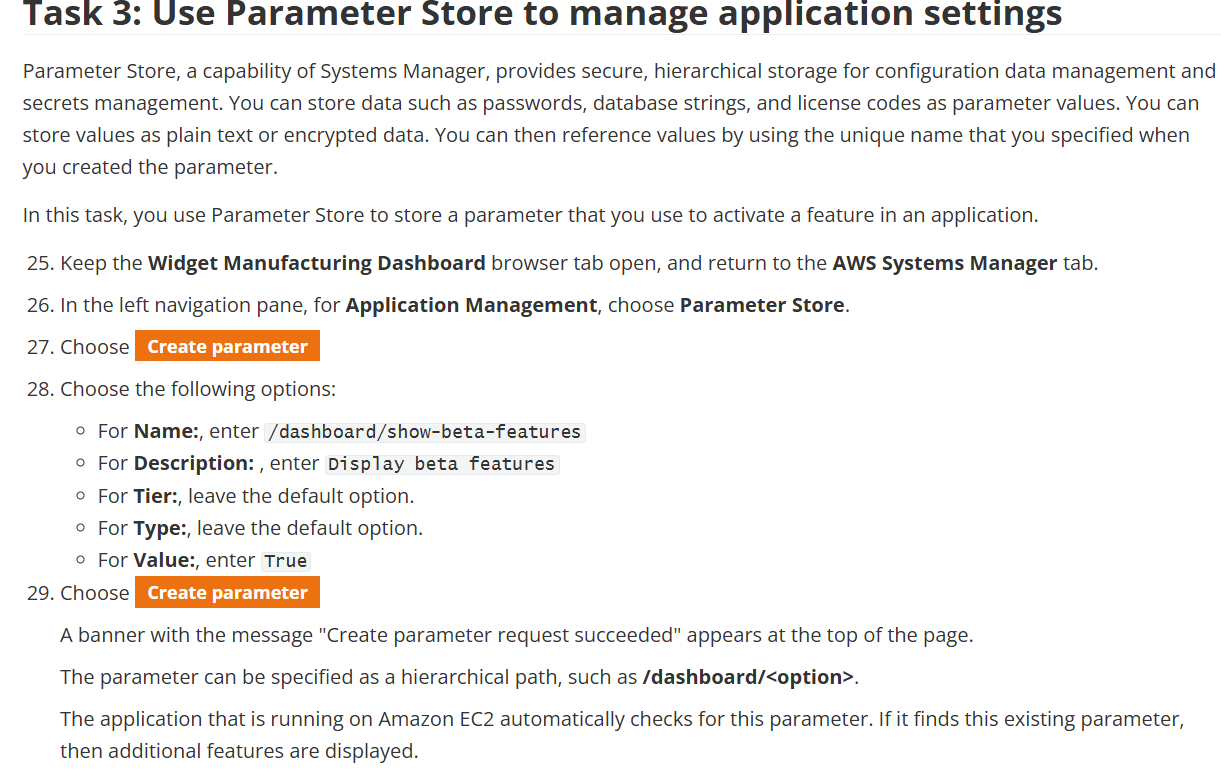 Task 3: Use Parameter Store to manage application settings
Parameter Store, a capability of Systems Manager, provides secure, hierarchical storage for configuration data management and
secrets management. You can store data such as passwords, database strings, and license codes as parameter values. You can
store values as plain text or encrypted data. You can then reference values by using the unique name that you specified when
you created the parameter.
In this task, you use Parameter Store to store a parameter that you use to activate a feature in an application.
25. Keep the Widget Manufacturing Dashboard browser tab open, and return to the AWS Systems Manager tab.
26. In the left navigation pane, for Application Management, choose Parameter Store.
27. Choose Create parameter
28. Choose the following options:
○ For Name:, enter /dashboard/show-beta-features
○ For Description: , enter Display beta features
○ For Tier:, leave the default option.
○ For Type:, leave the default option.
○ For Value:, enter True
29. Choose Create parameter
A banner with the message "Create parameter request succeeded" appears at the top of the page.
The parameter can be specified as a hierarchical path, such as /dashboard/<option>.
The application that is running on Amazon EC2 automatically checks for this parameter. If it finds this existing parameter,
then additional features are displayed.